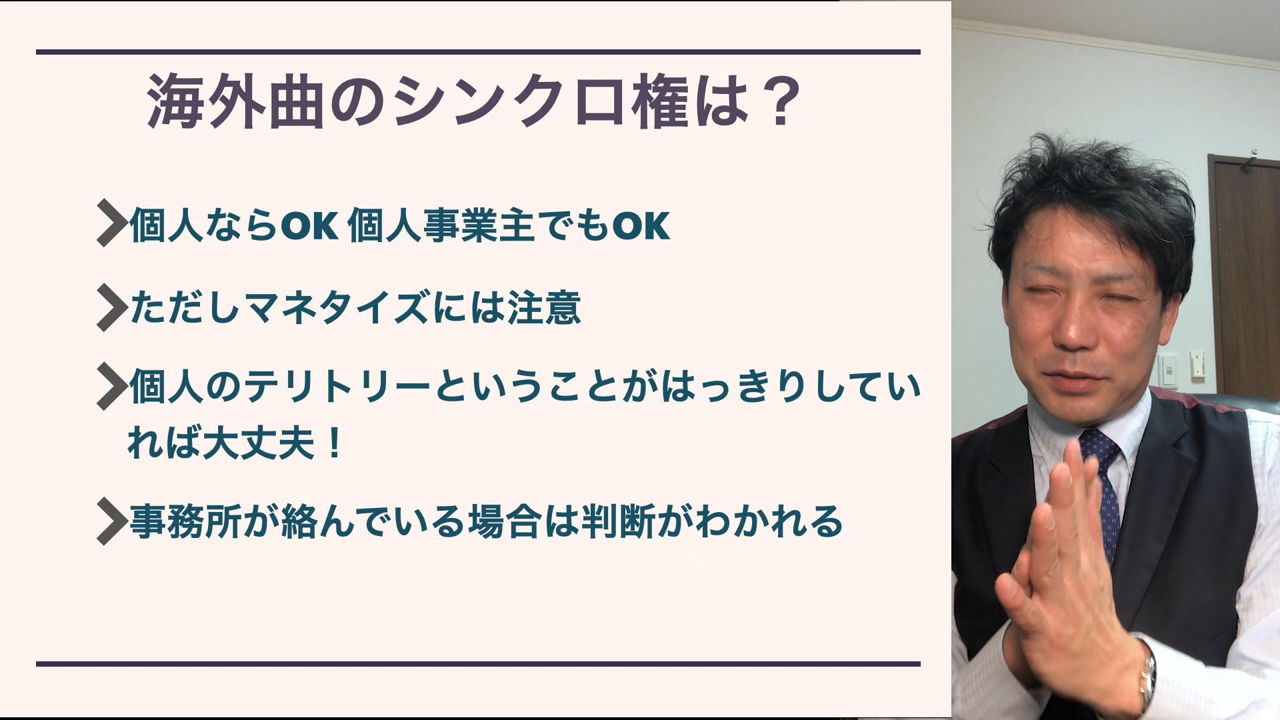 海外曲のシンクロ権は？
個人ならOK 個人事業主でもOK
ただしマネタイズには注意
個人のテリトリーということがはっきりしてい
れば大丈夫！
事務所が絡んでいる場合は判断がわかれる